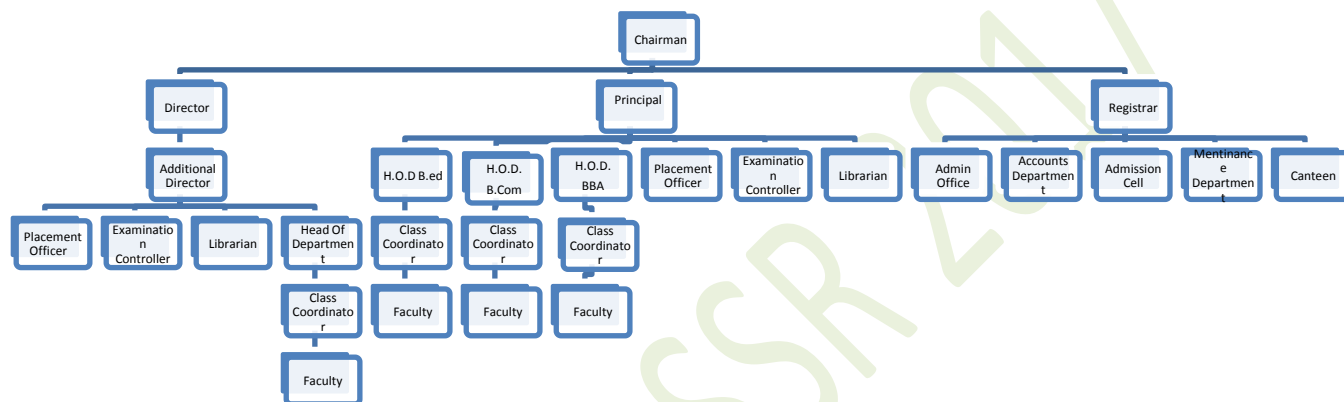 Chairman
Director
Principal
Registrar
Additional
Director
H.O.D B.ed
H.O.D.
B.Com
H.O.D.
BBA
Placement
Officer
Examinatio
n
Controller
Librarian
Admin
Office
Accounts
Departmen
t
Admission
Cell
Mentinanc
e
Departmen
t
Canteen
Placement
Officer
Examinatio
n
Controller
Librarian
Head Of
Departmen
t
Class
Coordinato
r
Class
Coordinato
r
Class
Coordinato
r
Class
Coordinato
r
Faculty
Faculty
Faculty
Faculty
SSR 2017